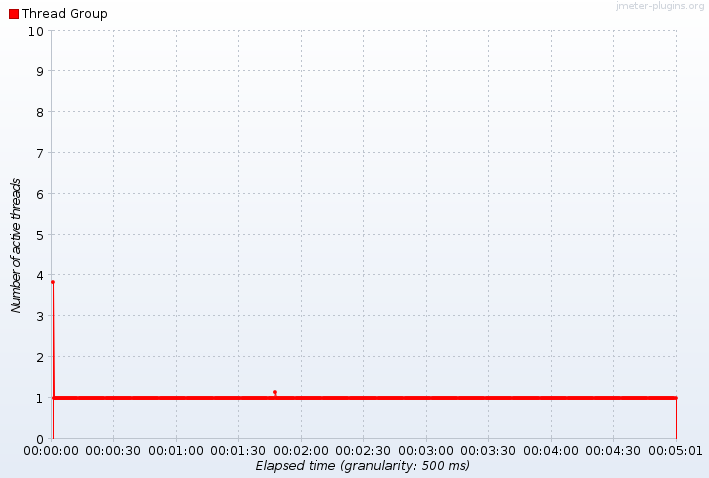 jmeter-plugins.org
Thread Group
10
9
8
7
6
5
4
3
2
1
0
Number of active threads
00:00:00 00:00:30 00:01:00 00:01:30 00:02:00 00:02:30 00:03:00 00:03:30 00:04:00 00:04:30 00:05:01
Elapsed time (granularity: 500 ms)